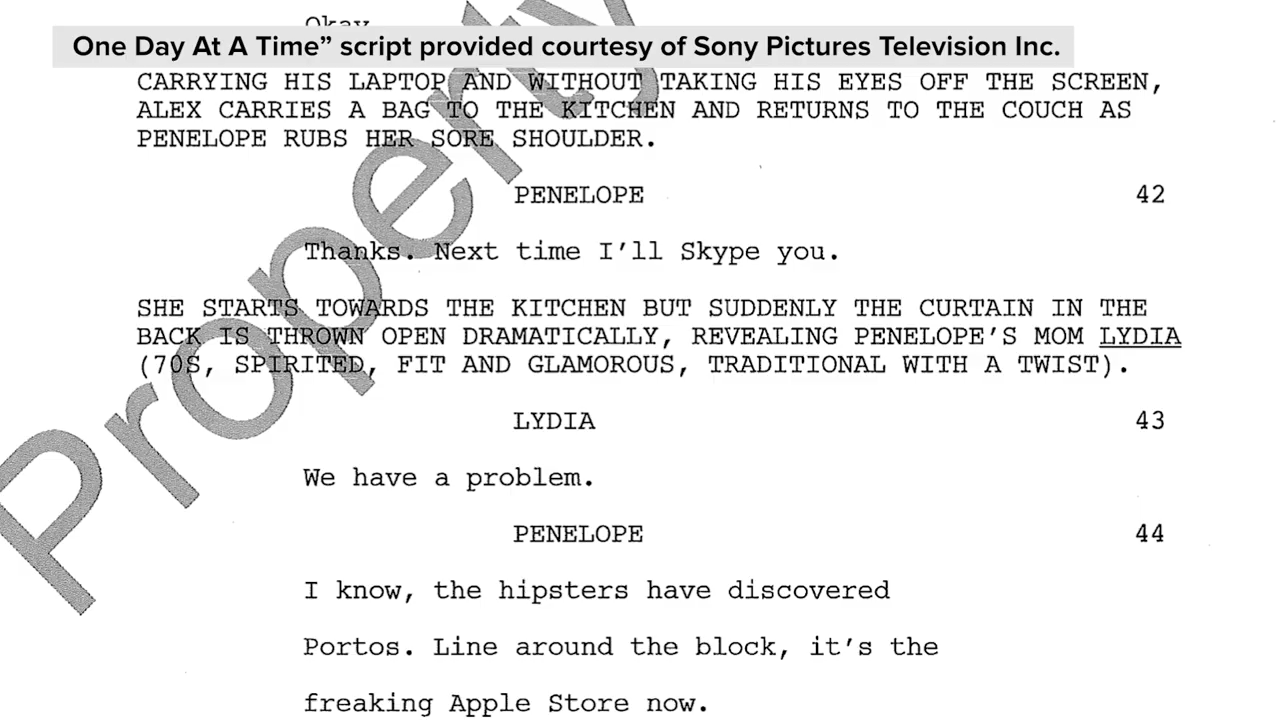 Okay.
One Day At A Time” script provided courtesy of Sony Pictures Television Inc.
CARRYING HIS LAPTOP AND WITHOUT TAKING HIS EYES OFF THE SCREEN,
ALEX CARRIES A BAG TO THE KITCHEN AND RETURNS TO THE COUCH AS
PENELOPE RUBS HER SORE SHOULDER.
PENELOPE 42
Thanks. Next time I’ll Skype you.
SHE STARTS TOWARDS THE KITCHEN BUT SUDDENLY THE CURTAIN IN THE
BACK IS THROWN OPEN DRAMATICALLY, REVEALING PENELOPE’S MOM LYDIA
(70S, SPIRITED, FIT AND GLAMOROUS, TRADITIONAL WITH A TWIST).
LYDIA 43
We have a problem.
PENELOPE 44
I know, the hipsters have discovered
Portos. Line around the block, it’s the
freaking Apple Store now.
Property